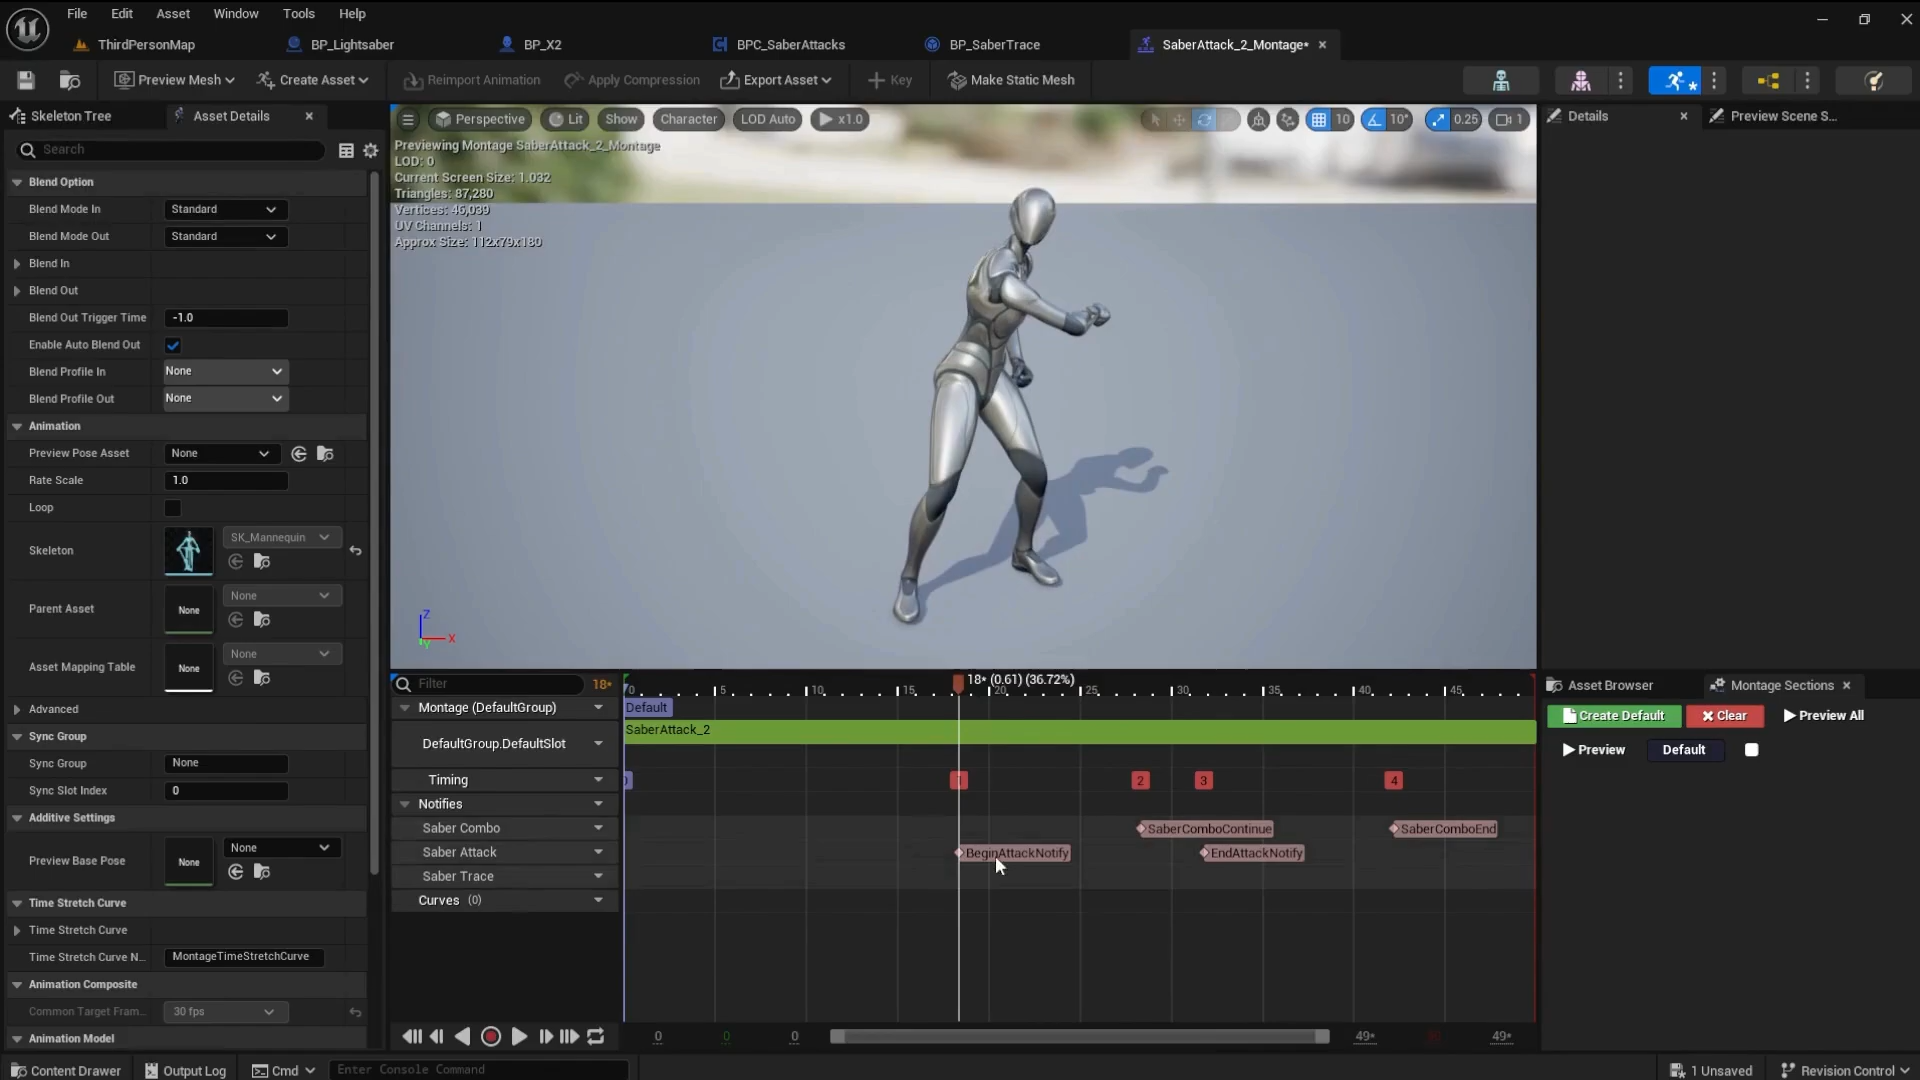 File Edit Asset Window Tools Help
ThirdPersonMap BP_Lightsaber BP_X2 BPC_SaberAttacks BP_SaberTrace SaberAttack_2_Montage*
Preview Mesh Create Asset Reimport Animation Apply Compression Export Asset Key Make Static Mesh
Skeleton Tree Asset Details
Search
Blend Option
Blend Mode In Standard
Blend Mode Out Standard
Blend In
Blend Out
Blend Out Trigger Time -1.0
Enable Auto Blend Out
Blend Profile In None
Blend Profile Out None
Animation
Preview Pose Asset None
Rate Scale 1.0
Loop
Skeleton SK_Mannequin
Parent Asset None None
Asset Mapping Table None None
Advanced
Sync Group
Sync Group None
Sync Slot Index 0
Additive Settings
Preview Base Pose None None
Time Stretch Curve
Time Stretch Curve
Time Stretch Curve N... MontageTimeStretchCurve
Animation Composite
Common Target Fram... 30 fps
Animation Model
Perspective Lit Show Character LOD Auto x1.0 10 10° 0.25 1
Previewing Montage SaberAttack_2_Montage
LOD: 0
Current Screen Size: 1.032
Triangles: 87,280
Vertices: 46,039
UV Channels: 1
Approx Size: 112x79x180
Z
X
Y
Filter 18*
18* (0.61) (36.72%)
0 5 10 15 20 25 30 35 40 45
Montage (DefaultGroup) Default
DefaultGroup.DefaultSlot SaberAttack_2
Timing 1 2 3 4
Notifies
Saber Combo SaberComboContinue SaberComboEnd
Saber Attack BeginAttackNotify EndAttackNotify
Saber Trace
Curves (0)
0 0 0 49* 49*
Details Preview Scene S...
Asset Browser Montage Sections
Create Default Clear Preview All
Preview Default
Content Drawer Output Log Cmd Enter Console Command 1 Unsaved Revision Control